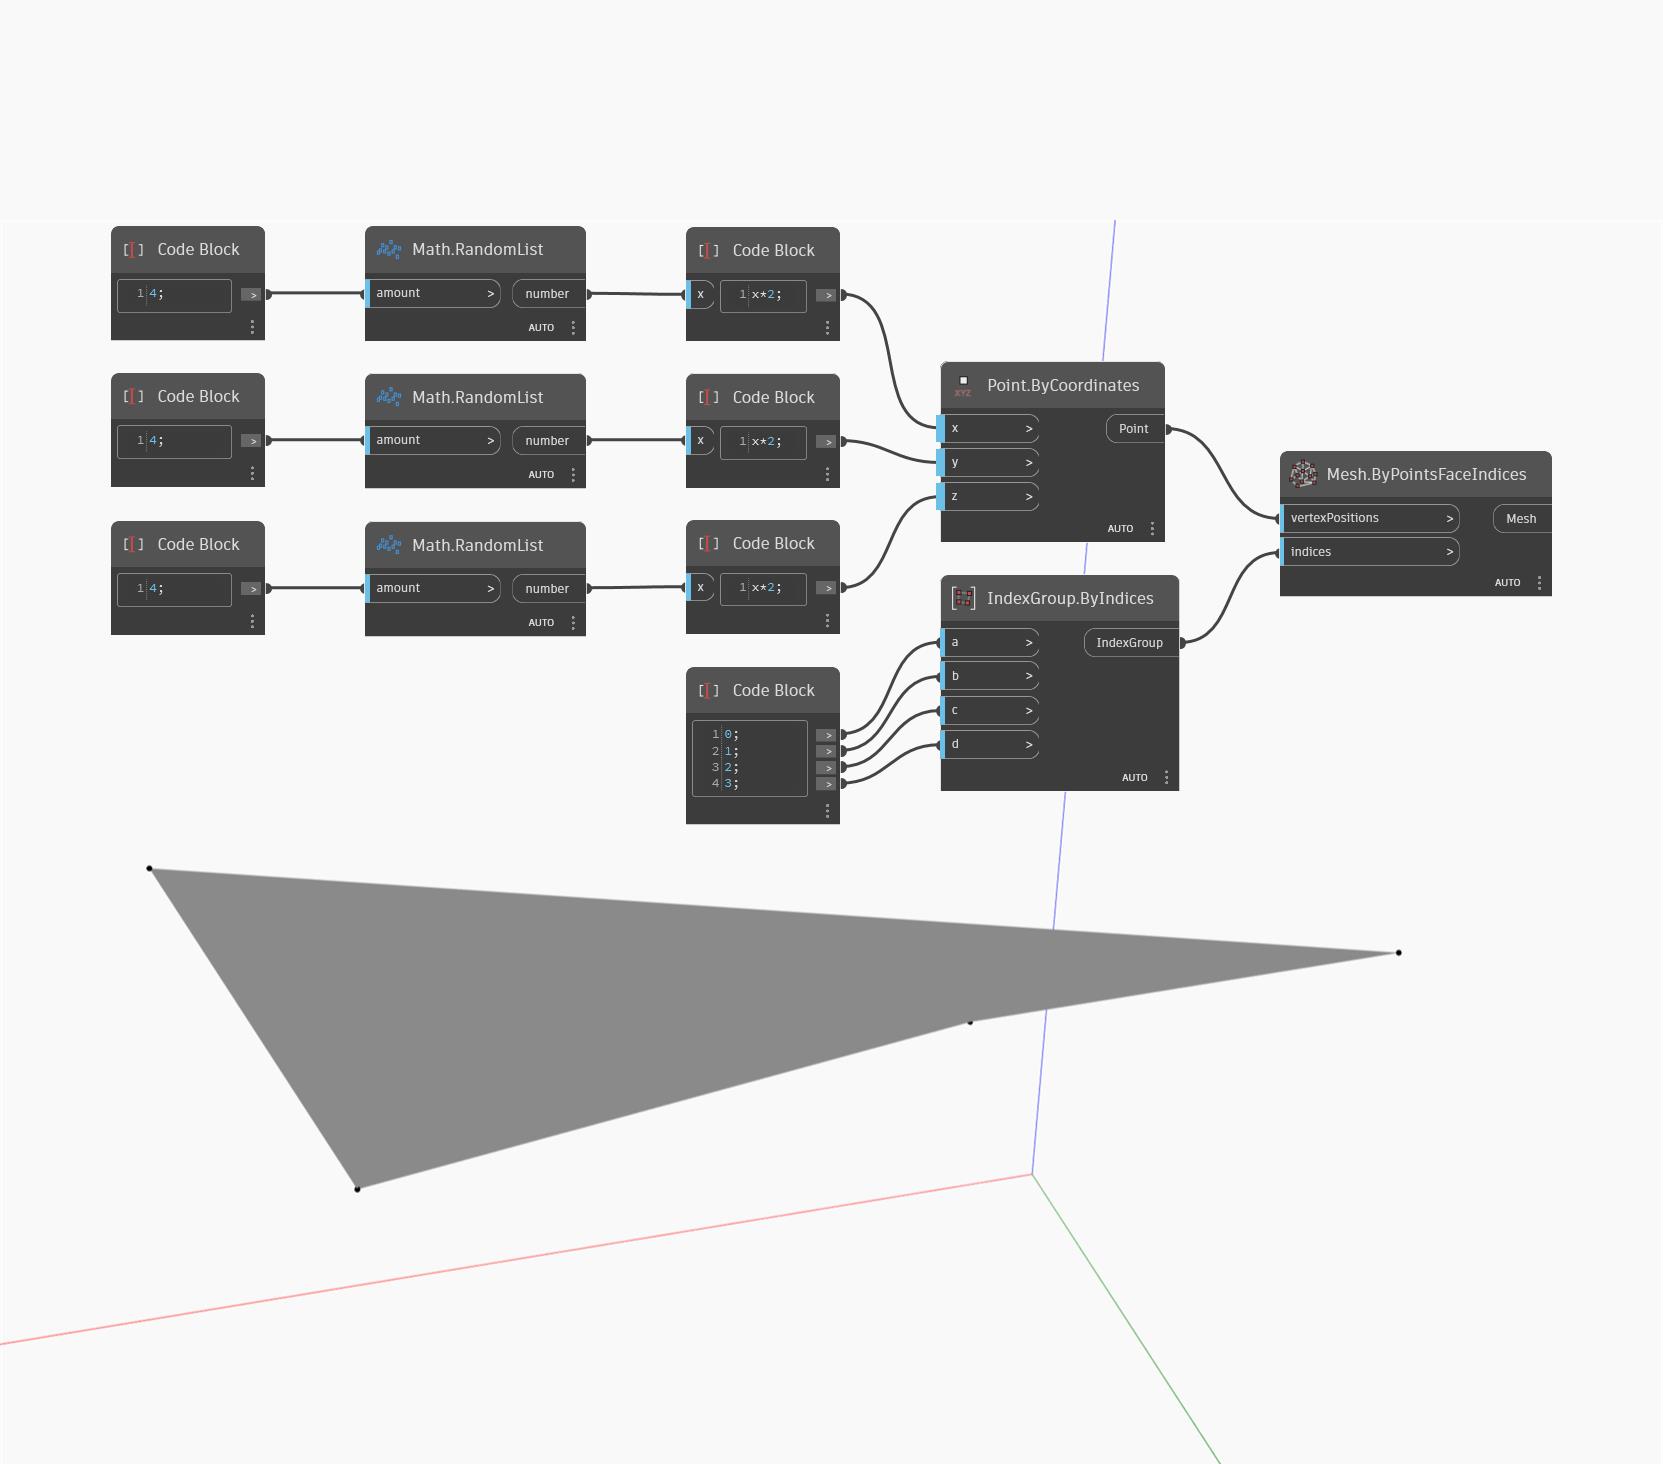 Code Block
1 4;
>
Math.RandomList
amount >
number
AUTO
Code Block
x
1 x*2;
>
Code Block
1 4;
>
Math.RandomList
amount >
number
AUTO
Code Block
x
1 x*2;
>
Code Block
1 4;
>
Math.RandomList
amount >
number
AUTO
Code Block
x
1 x*2;
>
XYZ
Point.ByCoordinates
x >
Point
y >
z >
AUTO
Mesh.ByPointsFaceIndices
vertexPositions >
Mesh
indices >
AUTO
Code Block
1 0; >
2 1; >
3 2; >
4 3; >
IndexGroup.ByIndices
a >
IndexGroup
b >
c >
d >
AUTO